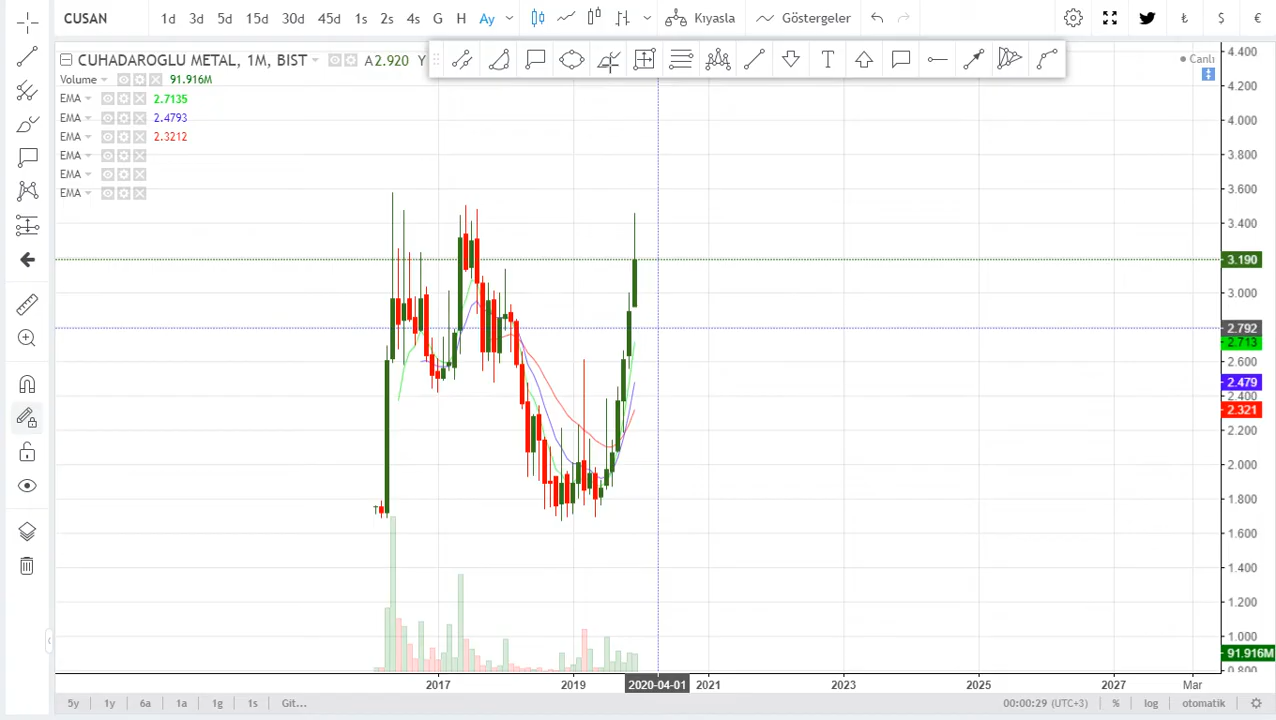 CUSAN 1d 3d 5d 15d 30d 45d 1s 2s 4s G H Ay Kıyasla Göstergeler ₺ $ €
CUHADAROGLU METAL, 1M, BIST A2.920 Y
Canlı
Volume 91.916M
EMA 2.7135
EMA 2.4793
EMA 2.3212
EMA
EMA
EMA
4.400
4.200
4.000
3.800
3.600
3.400
3.190
3.000
2.792
2.713
2.600
2.479
2.400
2.321
2.200
2.000
1.800
1.600
1.400
1.200
1.000
91.916M
0.800
2017 2019 2020-04-01 2021 2023 2025 2027 Mar
5y 1y 6a 1a 1g 1s Git... 00:00:29 (UTC+3) % log otomatik